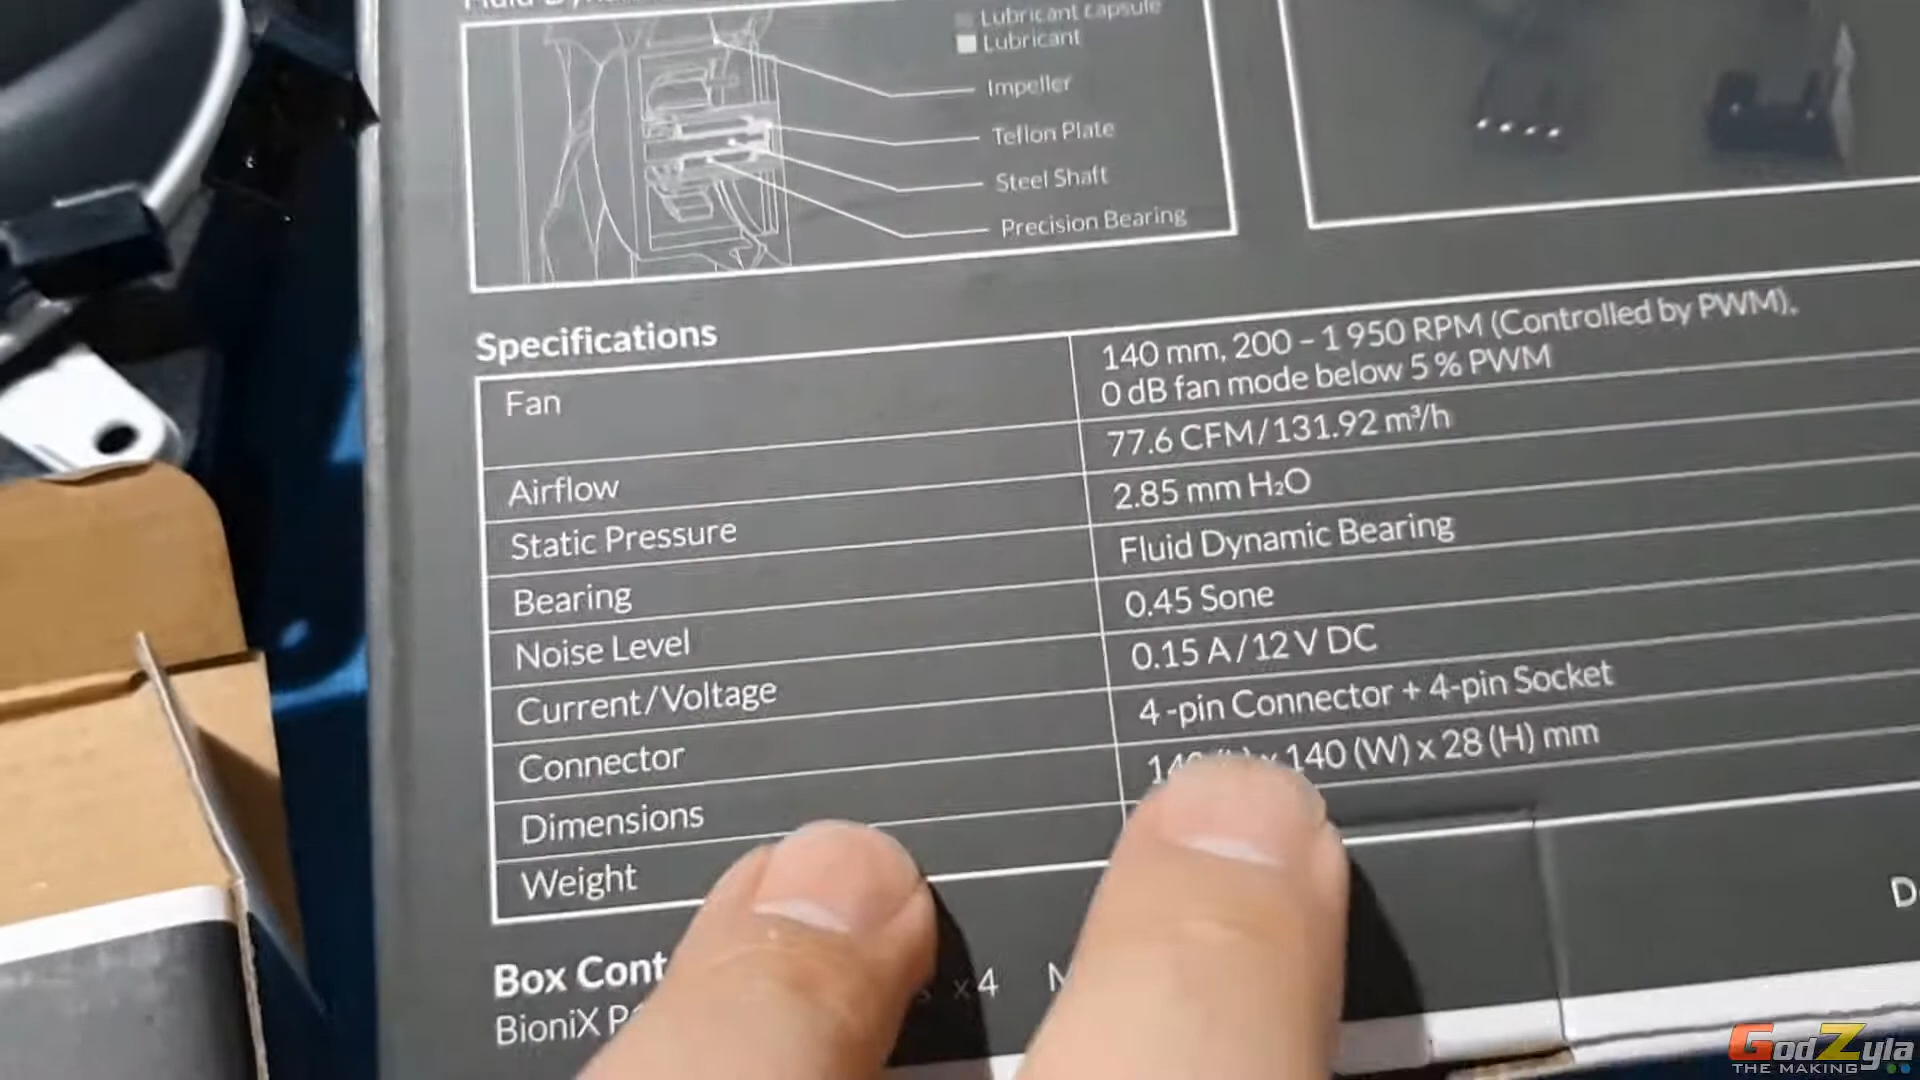 Lubricant capsule
Lubricant
Impeller
Teflon Plate
Steel Shaft
Precision Bearing
Specifications
Fan
140 mm, 200 – 1 950 RPM (Controlled by PWM),
0 dB fan mode below 5 % PWM
Airflow
77.6 CFM/131.92 m³/h
Static Pressure
2.85 mm H₂O
Bearing
Fluid Dynamic Bearing
Noise Level
0.45 Sone
Current/Voltage
0.15 A/12 V DC
Connector
4 -pin Connector + 4-pin Socket
Dimensions
140 (W) x 28 (H) mm
Weight
Box
BioniX
x 4
GodZyla
THE MAKING